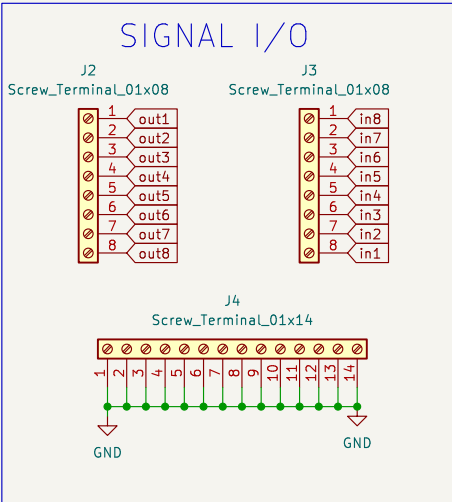 SIGNAL I/O
J2
Screw_Terminal_01x08
1 out1
2 out2
3 out3
4 out4
5 out5
6 out6
7 out7
8 out8
J3
Screw_Terminal_01x08
1 in8
2 in7
3 in6
4 in5
5 in4
6 in3
7 in2
8 in1
J4
Screw_Terminal_01x14
1 2 3 4 5 6 7 8 9 10 11 12 13 14
GND
GND